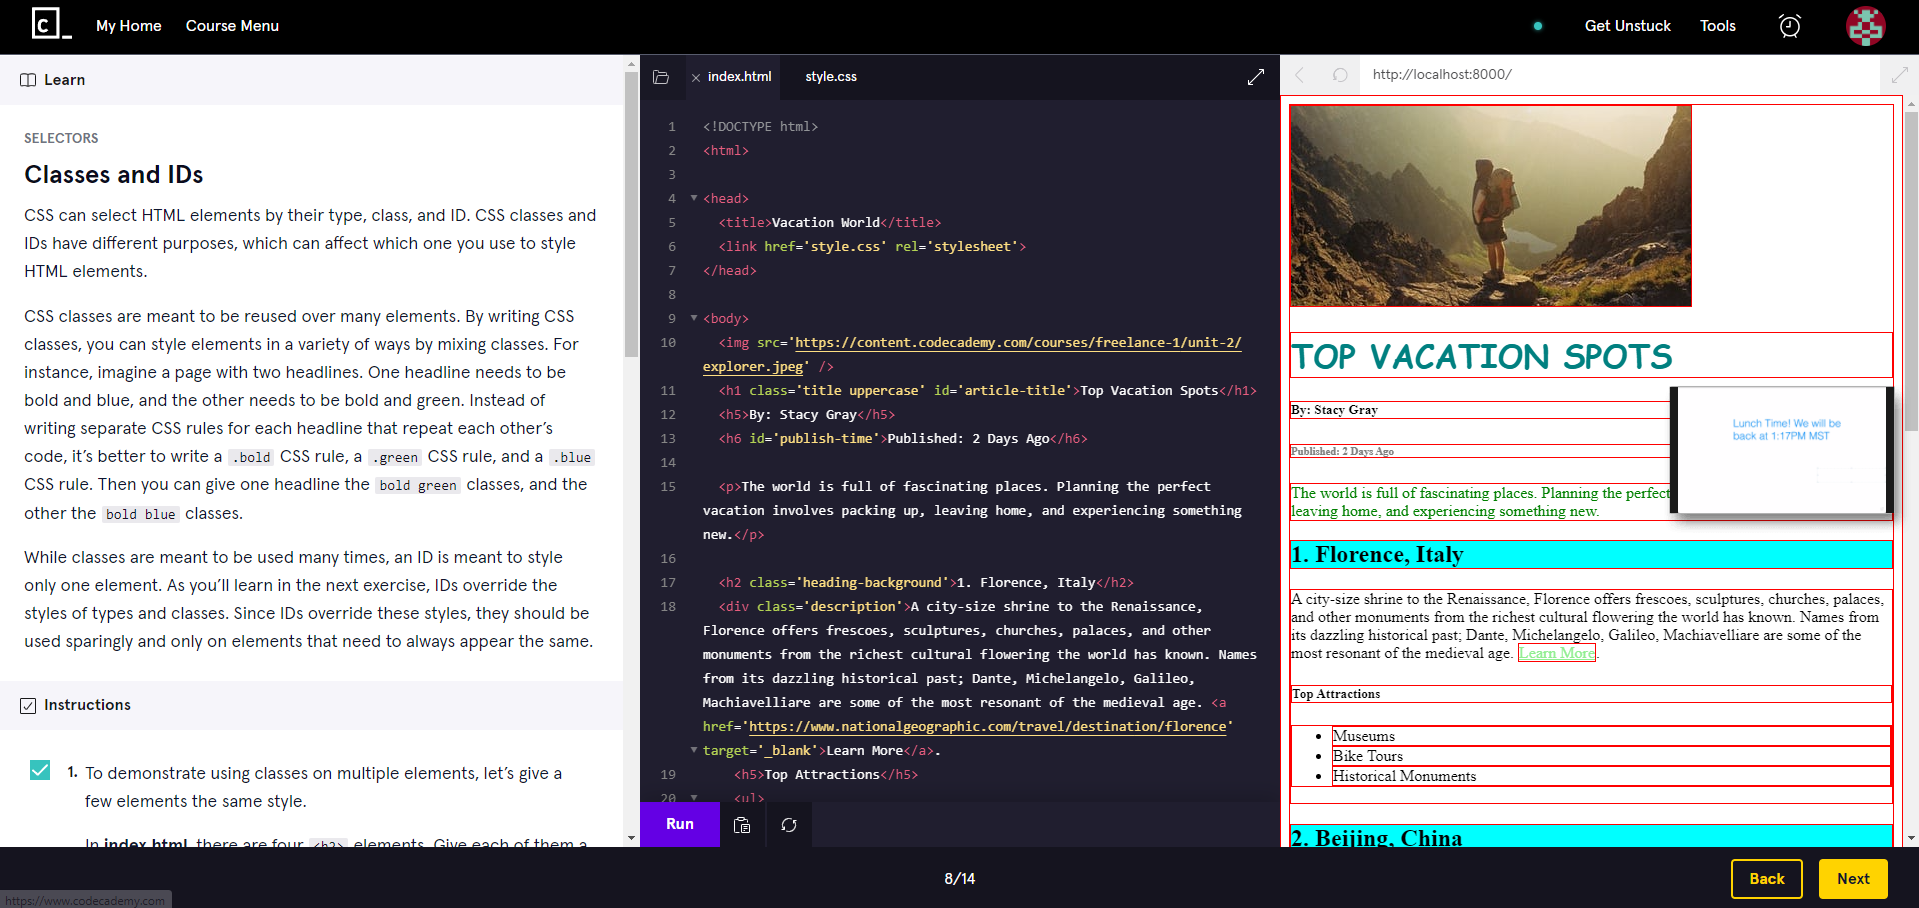 My Home
Course Menu
Get Unstuck
Tools
Learn
SELECTORS
Classes and IDs
CSS can select HTML elements by their type, class, and ID. CSS classes and
IDs have different purposes, which can affect which one you use to style
HTML elements.
CSS classes are meant to be reused over many elements. By writing CSS
classes, you can style elements in a variety of ways by mixing classes. For
instance, imagine a page with two headlines. One headline needs to be
bold and blue, and the other needs to be bold and green. Instead of
writing separate CSS rules for each headline that repeat each other’s
code, it’s better to write a .bold CSS rule, a .green CSS rule, and a .blue
CSS rule. Then you can give one headline the bold green classes, and the
other the bold blue classes.
While classes are meant to be used many times, an ID is meant to style
only one element. As you’ll learn in the next exercise, IDs override the
styles of types and classes. Since IDs override these styles, they should be
used sparingly and only on elements that need to always appear the same.
Instructions
1. To demonstrate using classes on multiple elements, let’s give a
few elements the same style.
In index.html, there are four <h2> elements. Give each of them a
https://www.codecademy.com
index.html
style.css
1 <!DOCTYPE html>
2 <html>
3
4 <head>
5 <title>Vacation World</title>
6 <link href='style.css' rel='stylesheet'>
7 </head>
8
9 <body>
10 <img src='https://content.codecademy.com/courses/freelance-1/unit-2/
explorer.jpeg' />
11 <h1 class='title uppercase' id='article-title'>Top Vacation Spots</h1>
12 <h5>By: Stacy Gray</h5>
13 <h6 id='publish-time'>Published: 2 Days Ago</h6>
14
15 <p>The world is full of fascinating places. Planning the perfect
vacation involves packing up, leaving home, and experiencing something
new.</p>
16
17 <h2 class='heading-background'>1. Florence, Italy</h2>
18 <div class='description'>A city-size shrine to the Renaissance,
Florence offers frescoes, sculptures, churches, palaces, and other
monuments from the richest cultural flowering the world has known. Names
from its dazzling historical past; Dante, Michelangelo, Galileo,
Machiavelliare are some of the most resonant of the medieval age. <a
href='https://www.nationalgeographic.com/travel/destination/florence'
target='_blank'>Learn More</a>.
19 <h5>Top Attractions</h5>
20 <ul>
Run
8/14
http://localhost:8000/
TOP VACATION SPOTS
By: Stacy Gray
Published: 2 Days Ago
Lunch Time! We will be
back at 1:17PM MST
The world is full of fascinating places. Planning the perfect
leaving home, and experiencing something new.
1. Florence, Italy
A city-size shrine to the Renaissance, Florence offers frescoes, sculptures, churches, palaces,
and other monuments from the richest cultural flowering the world has known. Names from
its dazzling historical past; Dante, Michelangelo, Galileo, Machiavelliare are some of the
most resonant of the medieval age. Learn More.
Top Attractions
Museums
Bike Tours
Historical Monuments
2. Beijing, China
Back
Next